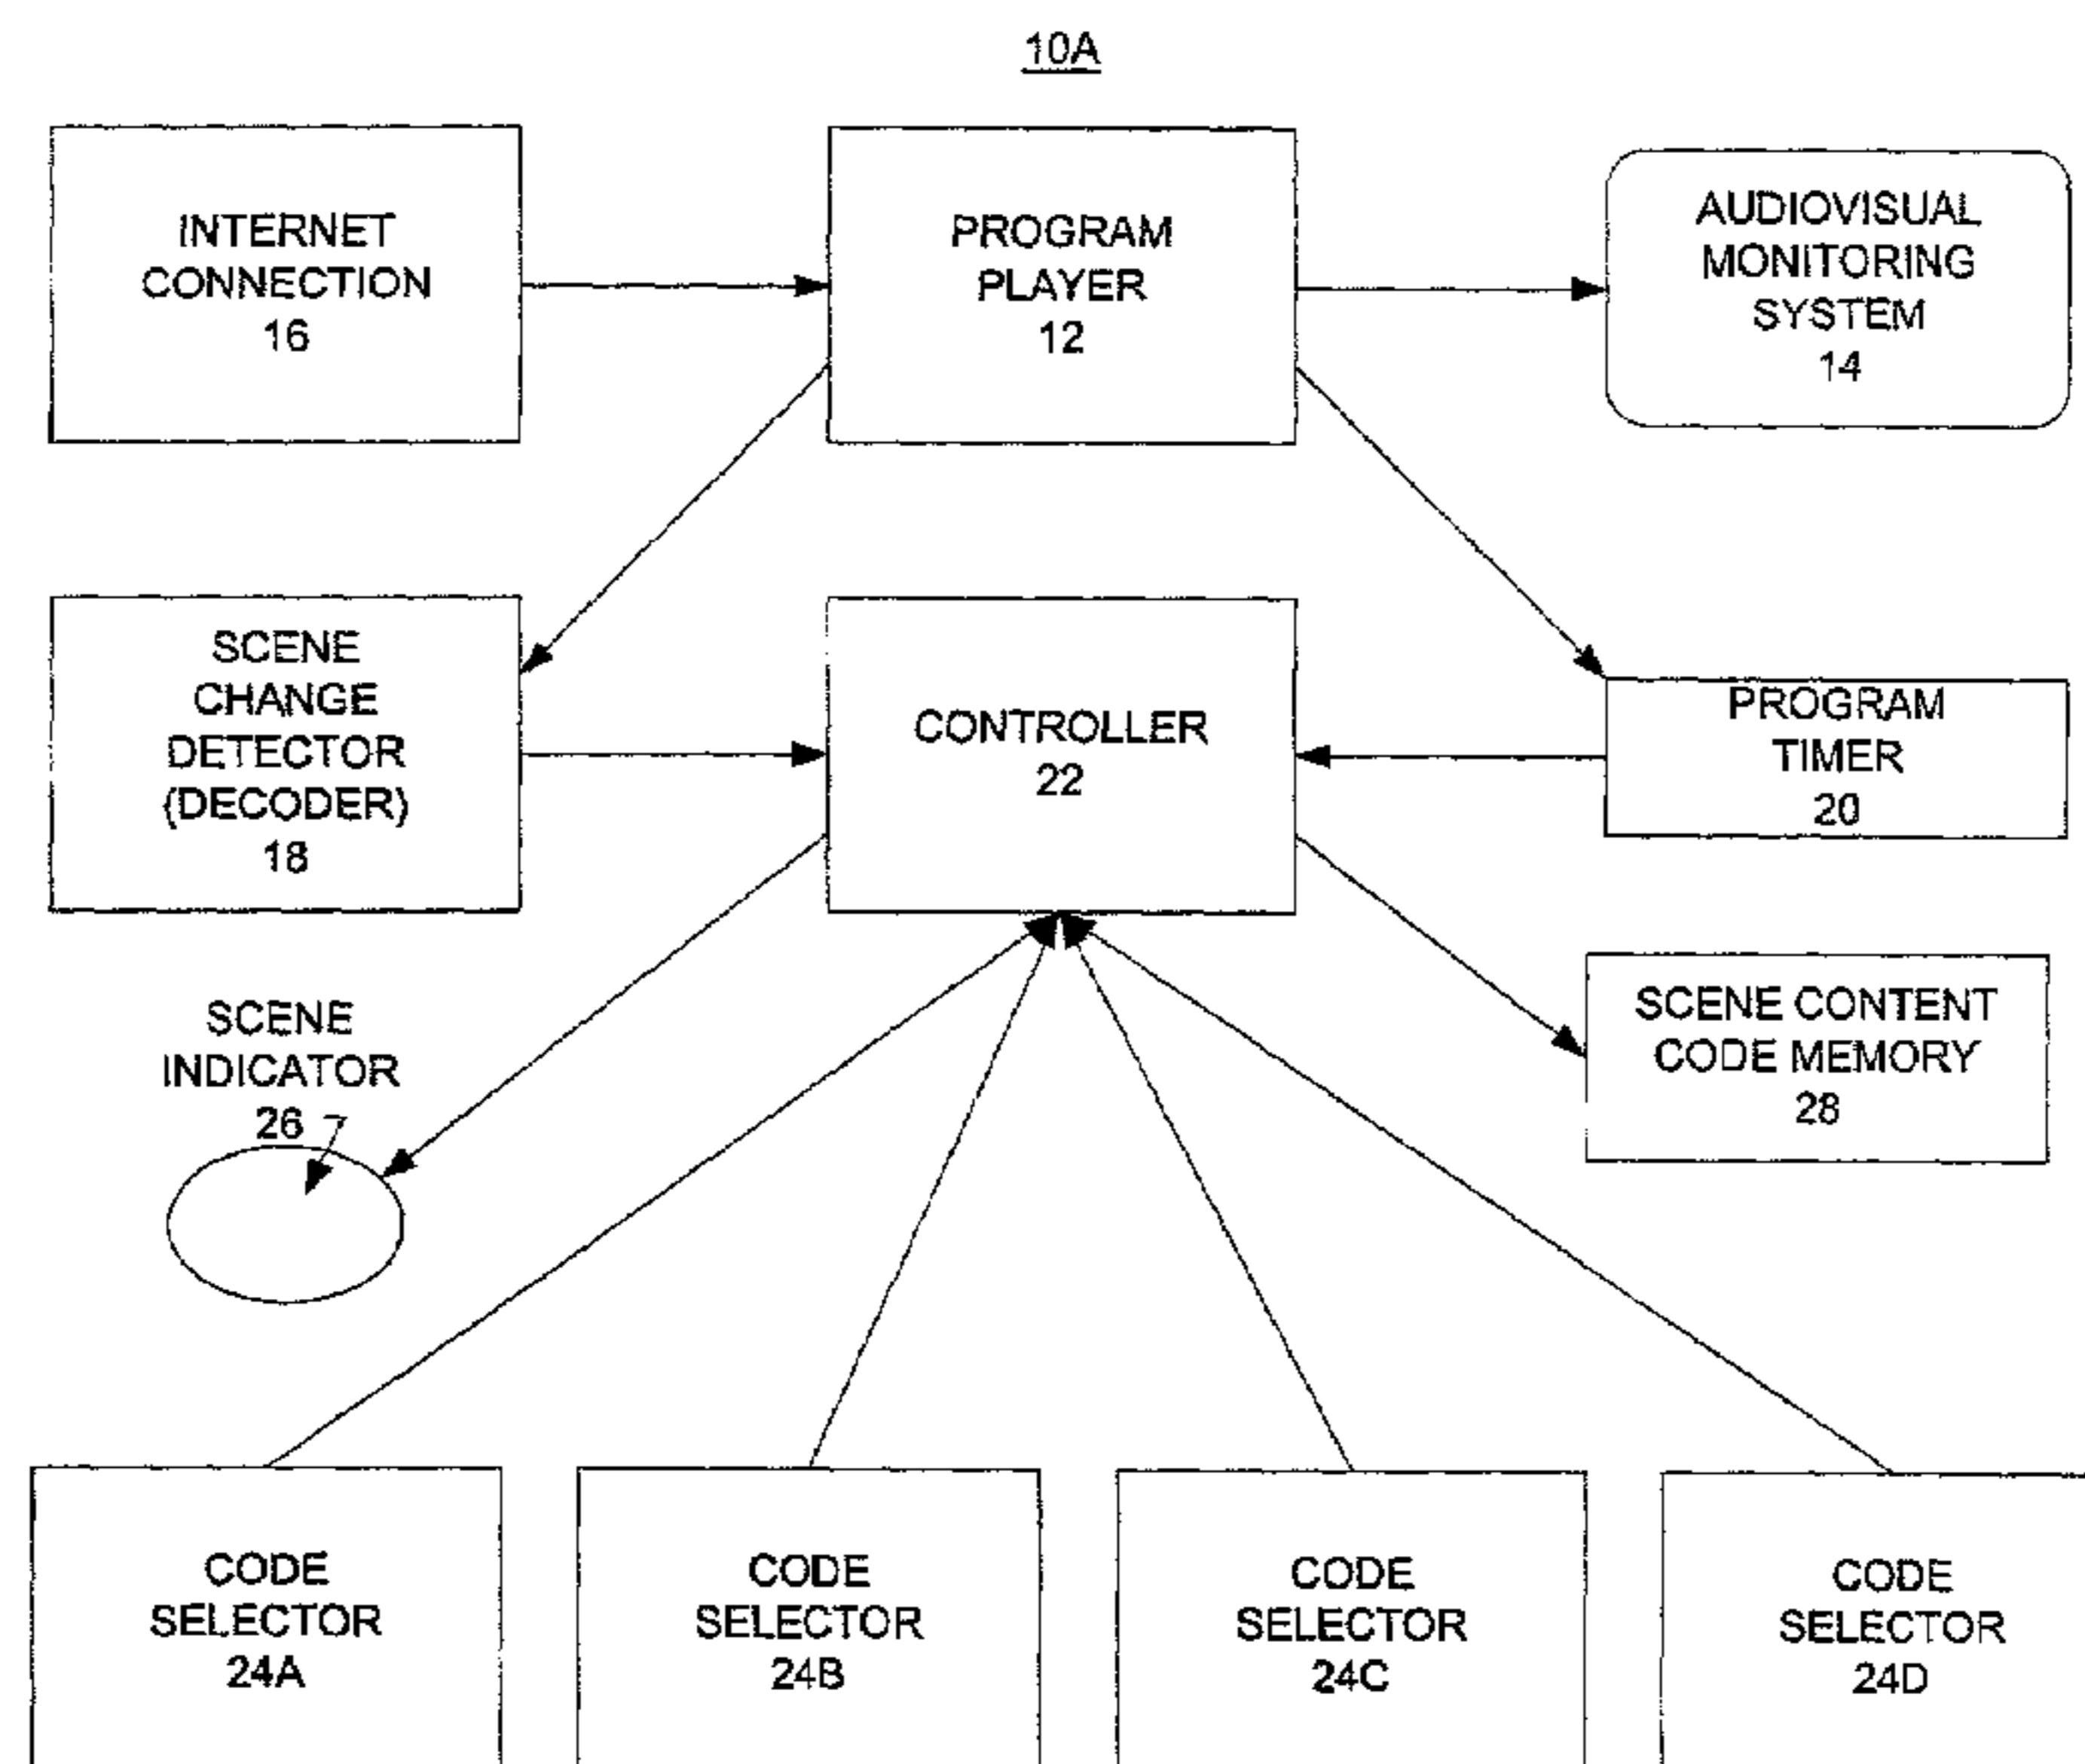 10A
INTERNET
CONNECTION
16
PROGRAM
PLAYER
12
AUDIOVISUAL
MONITORING
SYSTEM
14
SCENE
CHANGE
DETECTOR
(DECODER)
18
CONTROLLER
22
PROGRAM
TIMER
20
SCENE
INDICATOR
26
SCENE CONTENT
CODE MEMORY
28
CODE
SELECTOR
24A
CODE
SELECTOR
24B
CODE
SELECTOR
24C
CODE
SELECTOR
24D